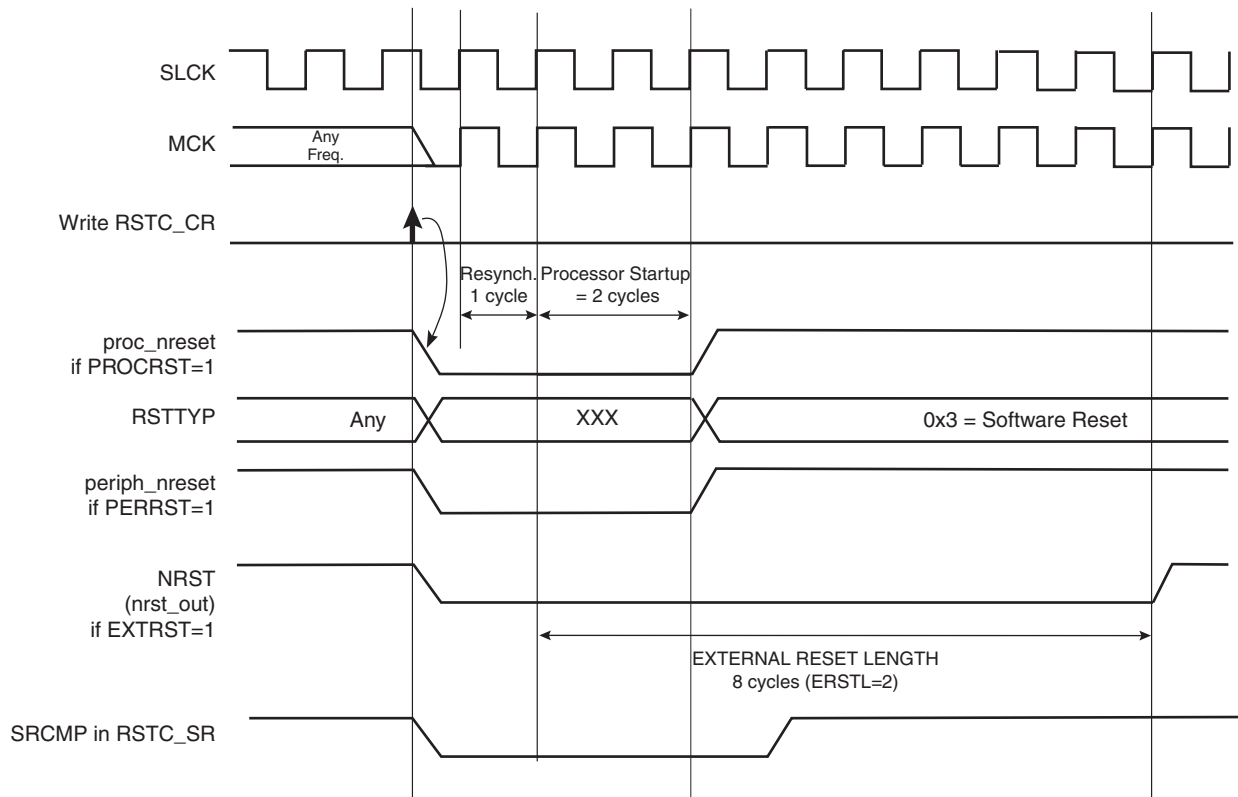 SLCK
MCK
Any
Freq.
Write RSTC_CR
Resynch.
1 cycle
Processor Startup
= 2 cycles
proc_nreset
if PROCRST=1
RSTTYP
Any
XXX
0x3 = Software Reset
periph_nreset
if PERRST=1
NRST
(nrst_out)
if EXTRST=1
EXTERNAL RESET LENGTH
8 cycles (ERSTL=2)
SRCMP in RSTC_SR